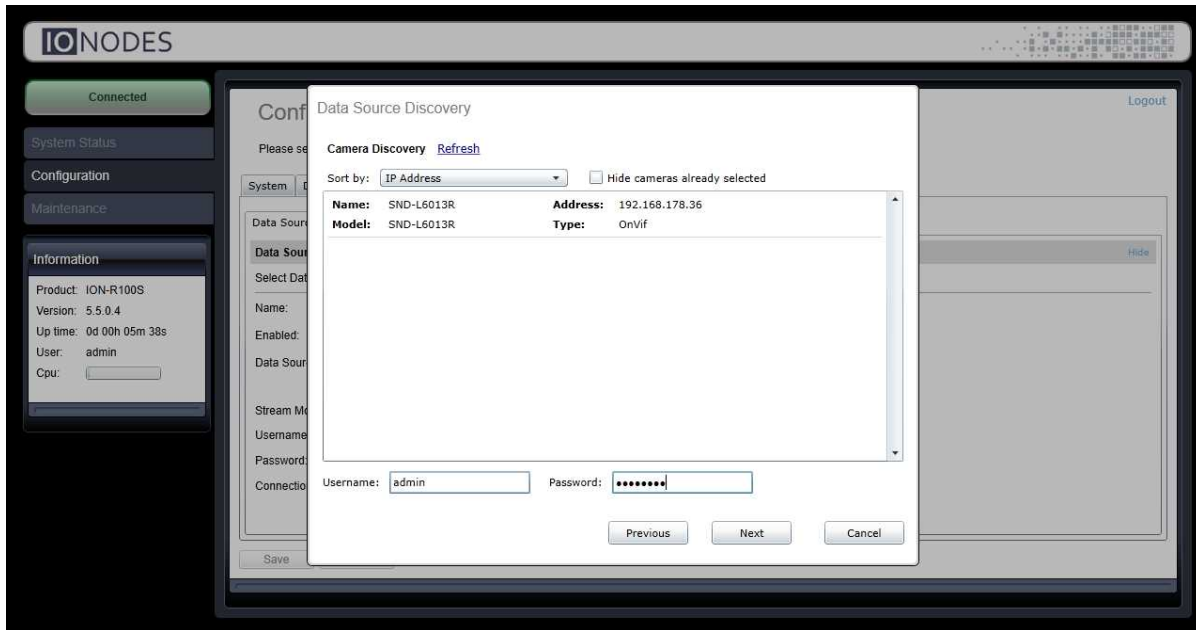 IONODES
Connected
System Status
Configuration
Maintenance
Information
Product: ION-R100S
Version: 5.5.0.4
Up time: 0d 00h 05m 38s
User: admin
Cpu:
Logout
Conf
Please se
System D
Data Sour
Data Sour
Hide
Select Dat
Name:
Enabled:
Data Sour
Stream Mo
Username
Password:
Connectio
Save
Data Source Discovery
Camera Discovery Refresh
Sort by: IP Address Hide cameras already selected
Name: SND-L6013R Address: 192.168.178.36
Model: SND-L6013R Type: OnVif
Username: admin Password: ••••••••
Previous Next Cancel